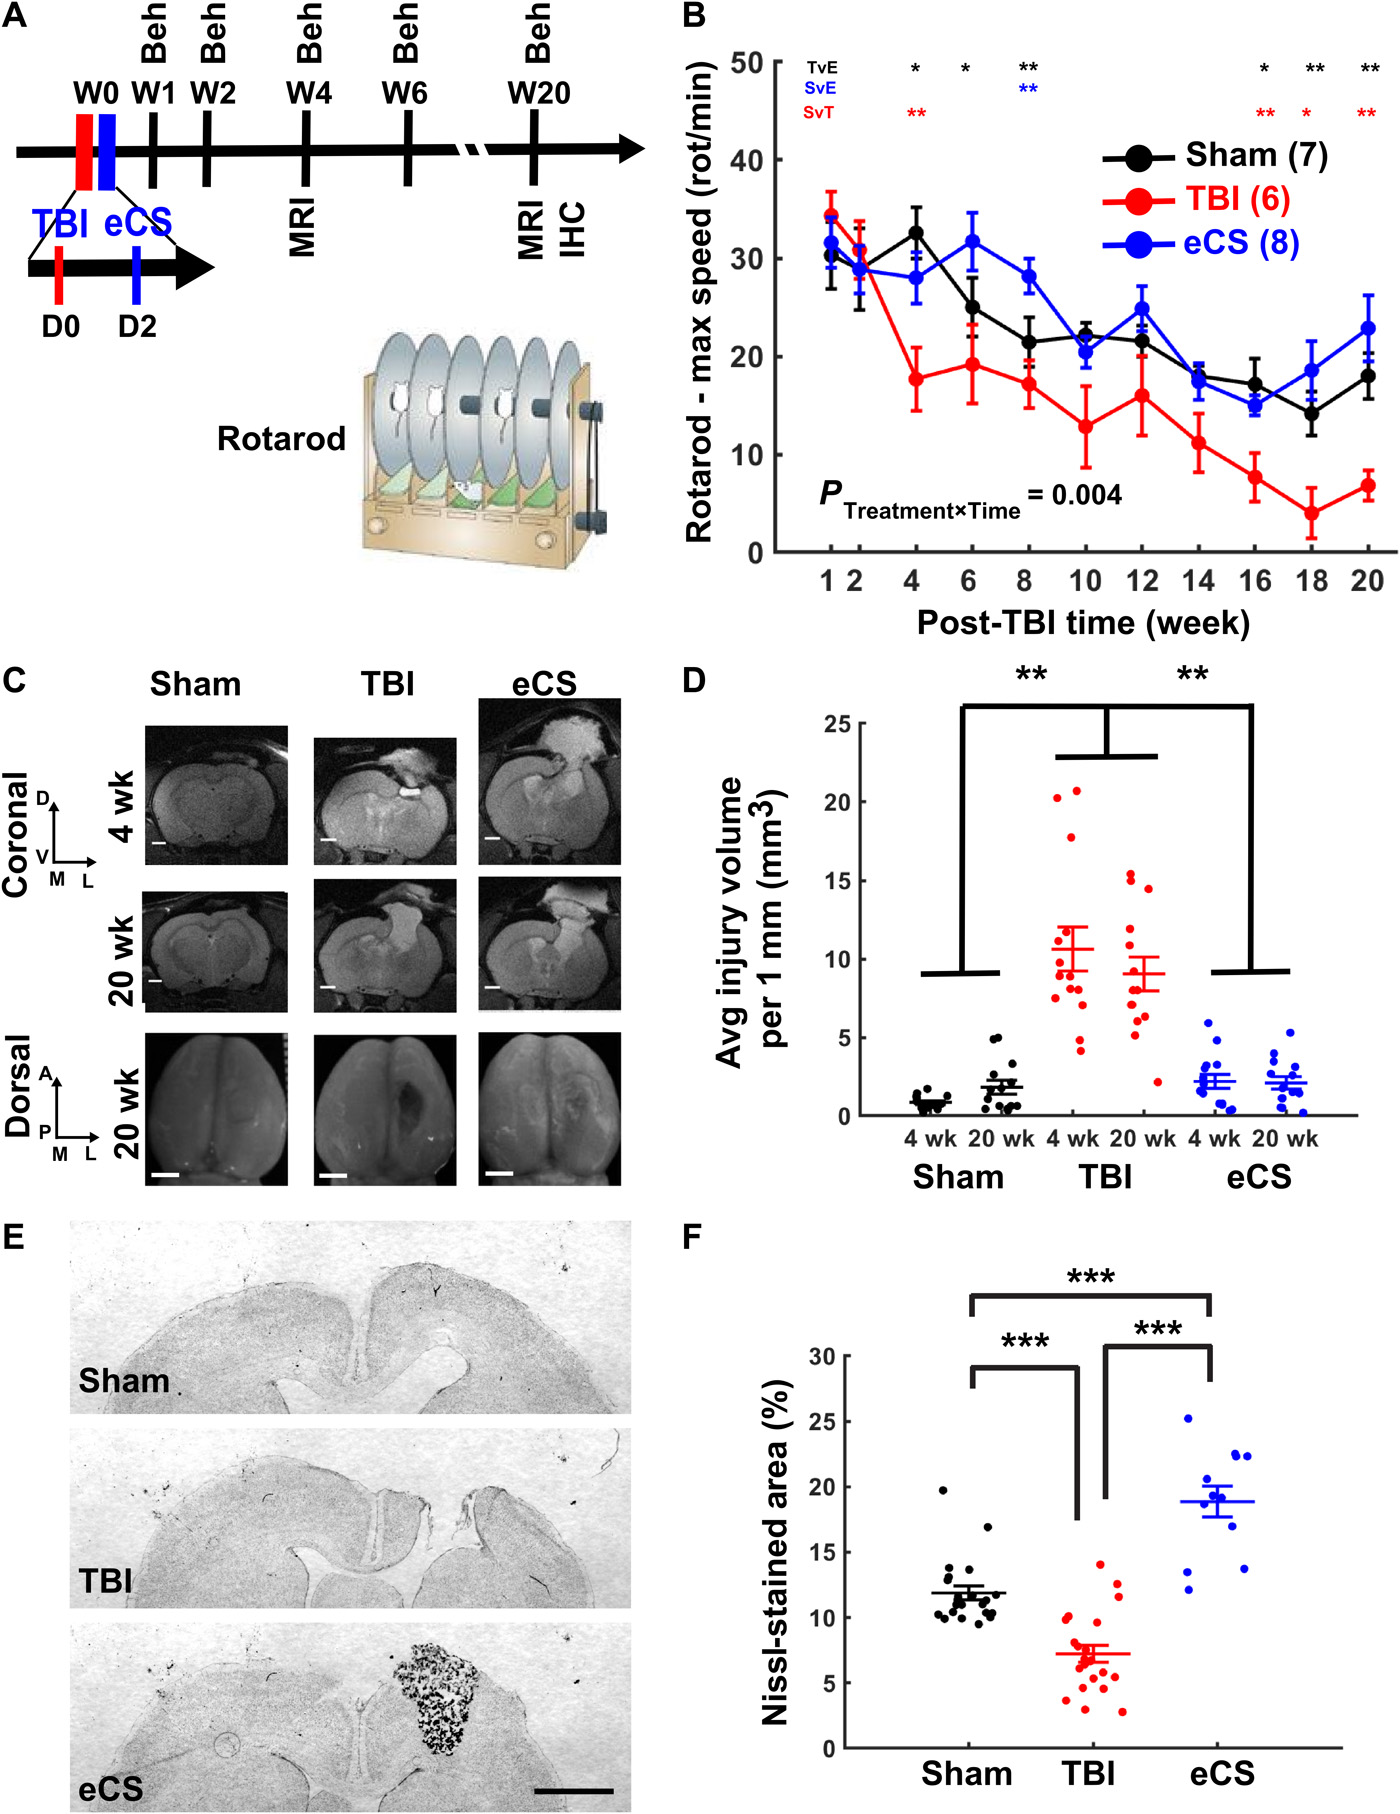 A
Beh Beh Beh Beh Beh
W0 W1 W2 W4 W6 W20
TBI eCS
MRI MRI IHC
D0 D2
Rotarod
B
Rotarod - max speed (rot/min)
50
40
30
20
10
0
TvE * * ** * ** **
SvE **
SvT ** ** * **
Sham (7)
TBI (6)
eCS (8)
P Treatment×Time = 0.004
1 2 4 6 8 10 12 14 16 18 20
Post-TBI time (week)
C
Sham TBI eCS
Coronal
D
V
M L
4 wk
20 wk
Dorsal
A
P
M L
20 wk
D
** **
Avg injury volume
per 1 mm (mm3)
25
20
15
10
5
0
4 wk 20 wk 4 wk 20 wk 4 wk 20 wk
Sham TBI eCS
E
Sham
TBI
eCS
F
***
*** ***
Nissl-stained area (%)
30
25
20
15
10
5
0
Sham TBI eCS